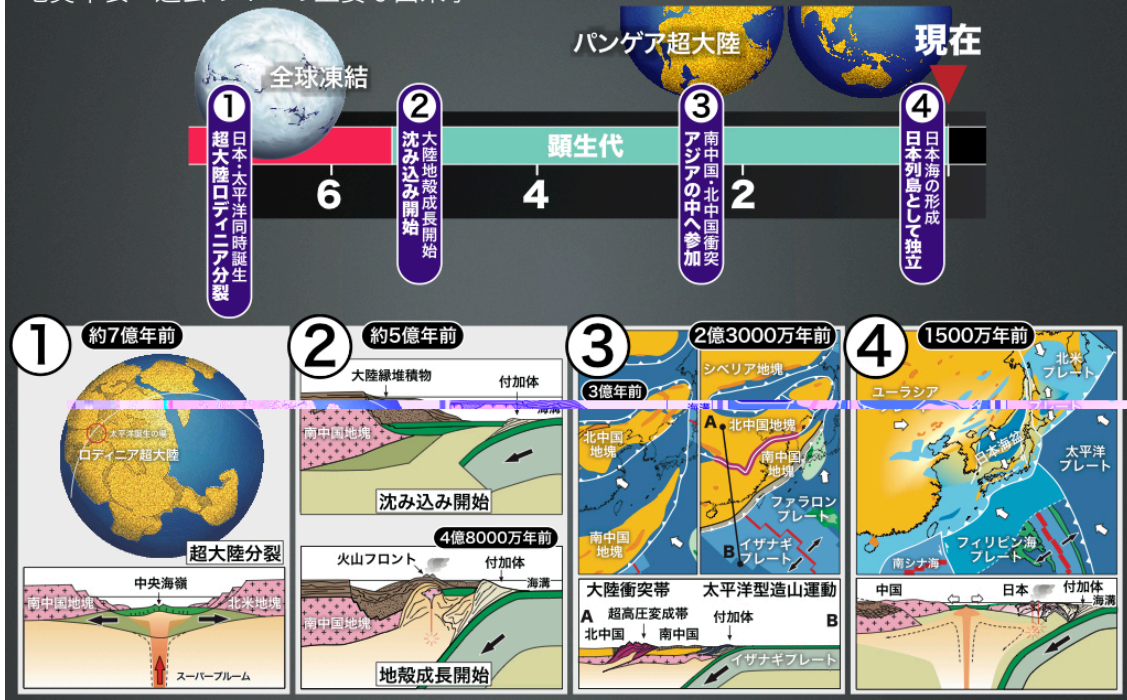 全球凍結
パンゲア超大陸
現在
顕生代
6
4
2
1
日本・太平洋同時誕生
超大陸ロディニア分裂
2
大陸地殻成長開始
沈み込み開始
3
南中国・北中国衝突
アジアの中へ参加
4
日本海の形成
日本列島として独立
1
約7億年前
太平洋誕生の場
ロディニア超大陸
超大陸分裂
中央海嶺
南中国地塊
北米地塊
スーパープルーム
2
約5億年前
大陸縁堆積物
付加体
海溝
南中国地塊
沈み込み開始
4億8000万年前
火山フロント
付加体
海溝
南中国地塊
地殻成長開始
3
2億3000万年前
3億年前
シベリア地塊
海溝
北中国
地塊
南中国
地塊
A
北中国地塊
南中国
地塊
ファラロン
プレート
B
イザナギ
プレート
大陸衝突帯
太平洋型造山運動
A
超高圧変成帯
付加体
B
北中国
南中国
イザナギプレート
4
1500万年前
北米
プレート
ユーラシア
プレート
日本海盆
太平洋
プレート
フィリピン海
プレート
南シナ海
中国
日本
付加体
海溝